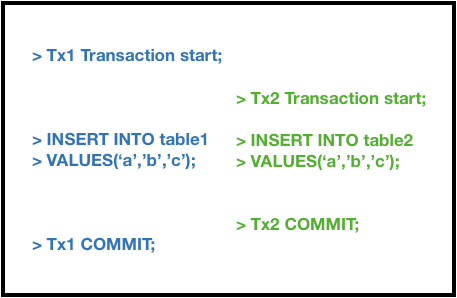 > Tx1 Transaction start;
> Tx2 Transaction start;
> INSERT INTO table1
> VALUES(‘a’,’b’,’c’);
> INSERT INTO table2
> VALUES(‘a’,’b’,’c’);
> Tx2 COMMIT;
> Tx1 COMMIT;